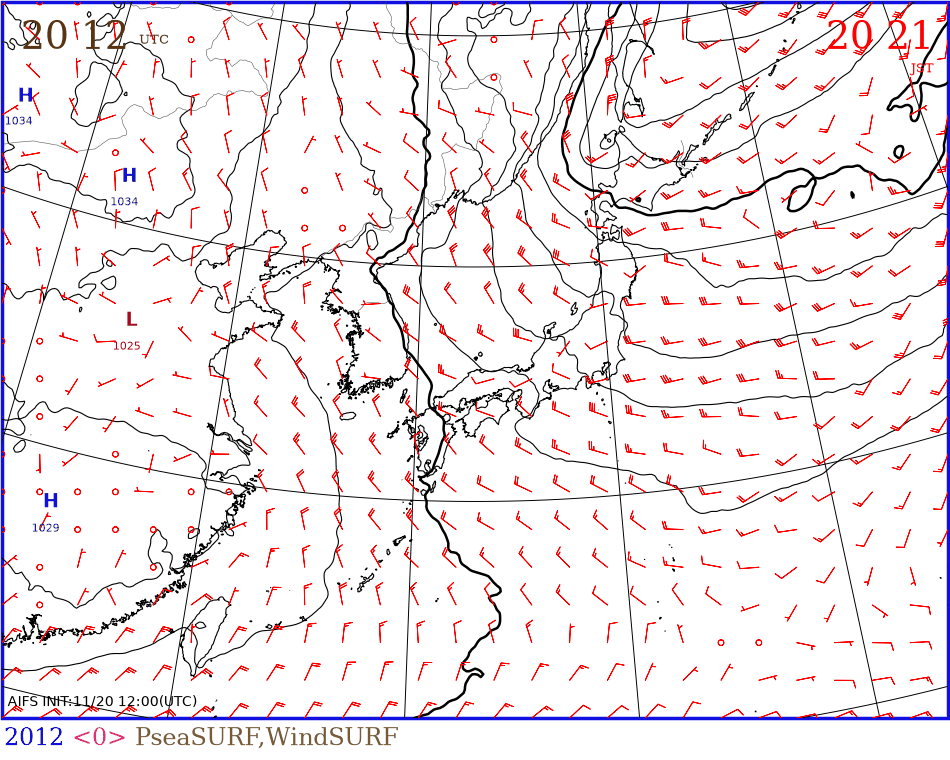 20 12 UTC
20 21
JST
H
1034
H
1034
L
1025
H
1029
AIFS INIT:11/20 12:00(UTC)
2012 <0> PseaSURF,WindSURF